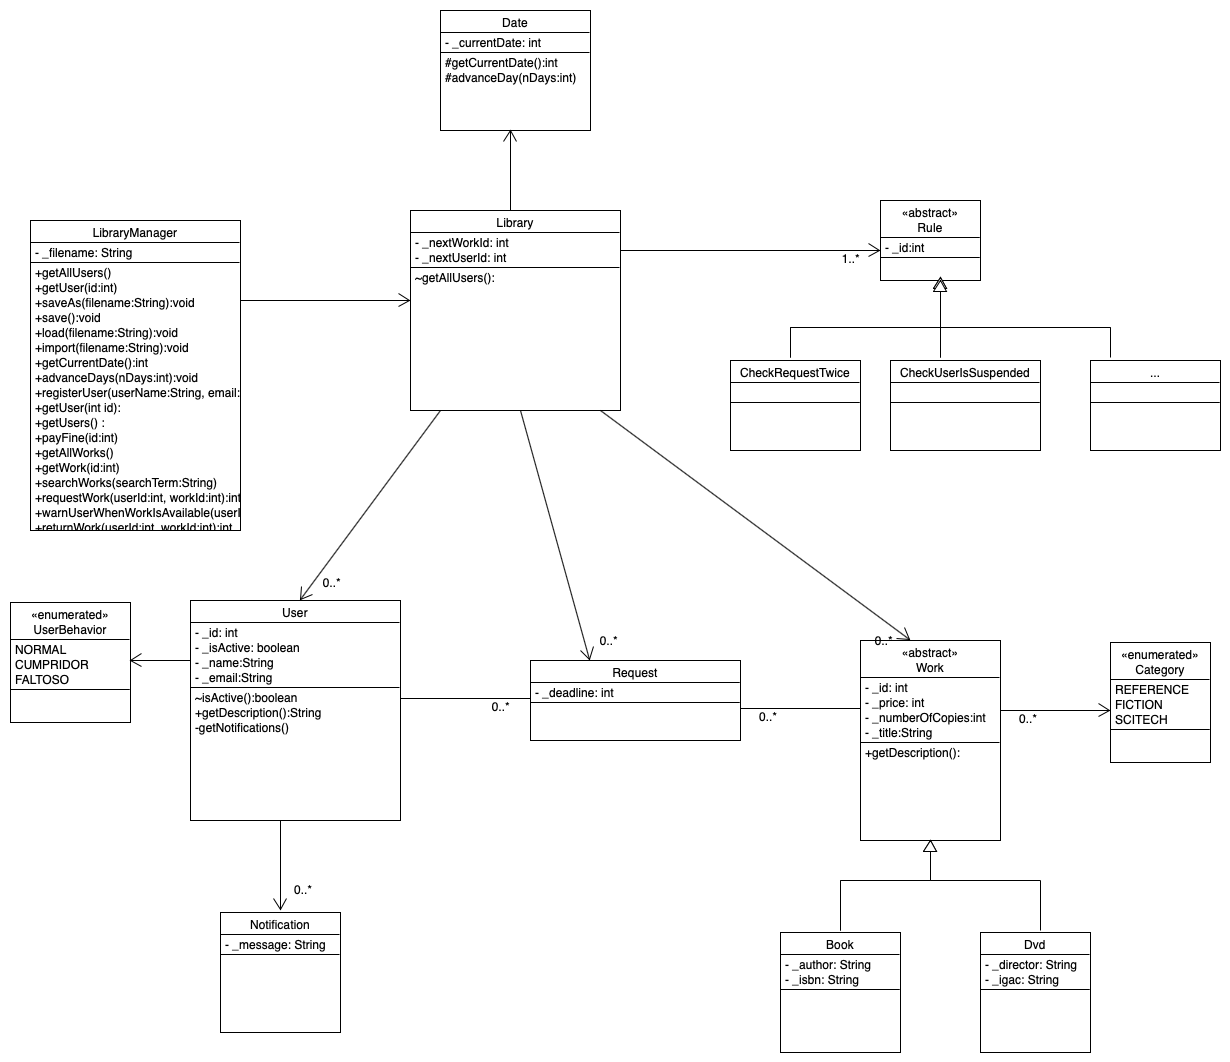 Date
- _currentDate: int
#getCurrentDate():int
#advanceDay(nDays:int)
LibraryManager
- _filename: String
+getAllUsers()
+getUser(id:int)
+saveAs(filename:String):void
+save():void
+load(filename:String):void
+import(filename:String):void
+getCurrentDate():int
+advanceDays(nDays:int):void
+registerUser(userName:String, email:
+getUser(int id):
+getUsers() :
+payFine(id:int)
+getAllWorks()
+getWork(id:int)
+searchWorks(searchTerm:String)
+requestWork(userId:int, workId:int):int
+warnUserWhenWorkIsAvailable(userI
+returnWork(userId:int, workId:int):int
Library
- _nextWorkId: int
- _nextUserId: int
~getAllUsers():
1..*
«abstract»
Rule
- _id:int
CheckRequestTwice
CheckUserIsSuspended
...
0..*
0..*
0..*
«enumerated»
UserBehavior
NORMAL
CUMPRIDOR
FALTOSO
User
- _id: int
- _isActive: boolean
- _name:String
- _email:String
~isActive():boolean
+getDescription():String
-getNotifications()
0..*
Request
- _deadline: int
0..*
«abstract»
Work
- _id: int
- _price: int
- _numberOfCopies:int
- _title:String
+getDescription():
0..*
«enumerated»
Category
REFERENCE
FICTION
SCITECH
0..*
Notification
- _message: String
Book
- _author: String
- _isbn: String
Dvd
- _director: String
- _igac: String